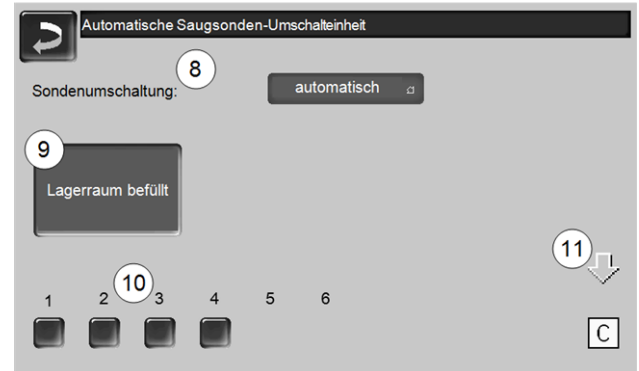 Automatische Saugsonden-Umschalteinheit
8
Sondenumschaltung:
automatisch
9
Lagerraum befüllt
11
10
1 2 3 4 5 6
C